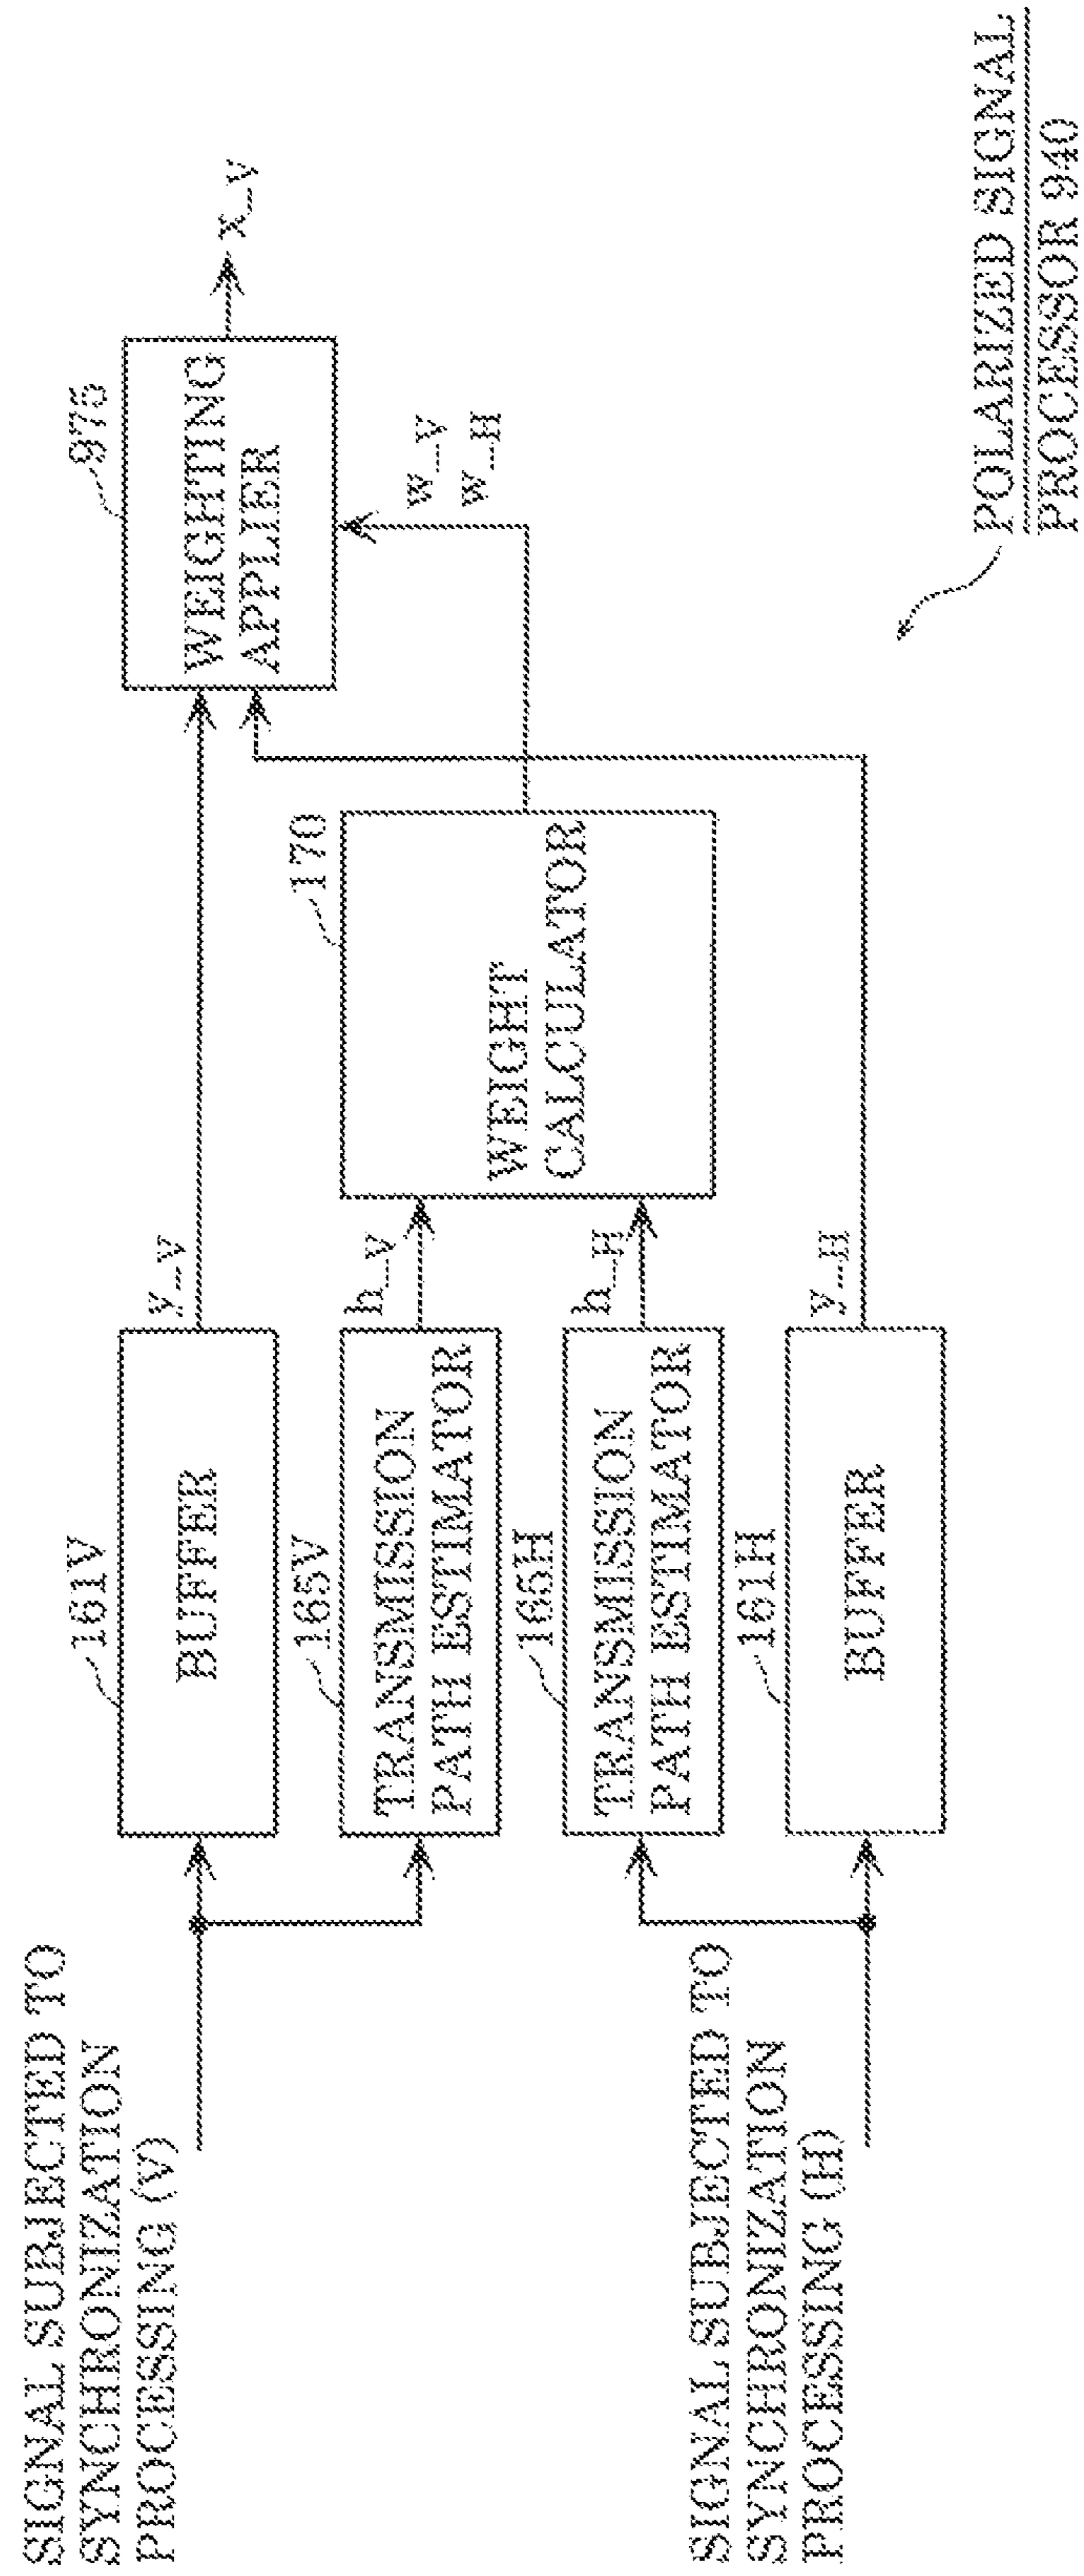 SIGNAL SUBJECTED TO
SYNCHRONIZATION
PROCESSING (V)
161V
BUFFER
y_V
165V
TRANSMISSION
PATH ESTIMATOR
h_V
SIGNAL SUBJECTED TO
SYNCHRONIZATION
PROCESSING (H)
165H
TRANSMISSION
PATH ESTIMATOR
h_H
161H
BUFFER
y_H
170
WEIGHT
CALCULATOR
w_V
w_H
975
WEIGHTING
APPLIER
x_V
POLARIZED SIGNAL
PROCESSOR 940